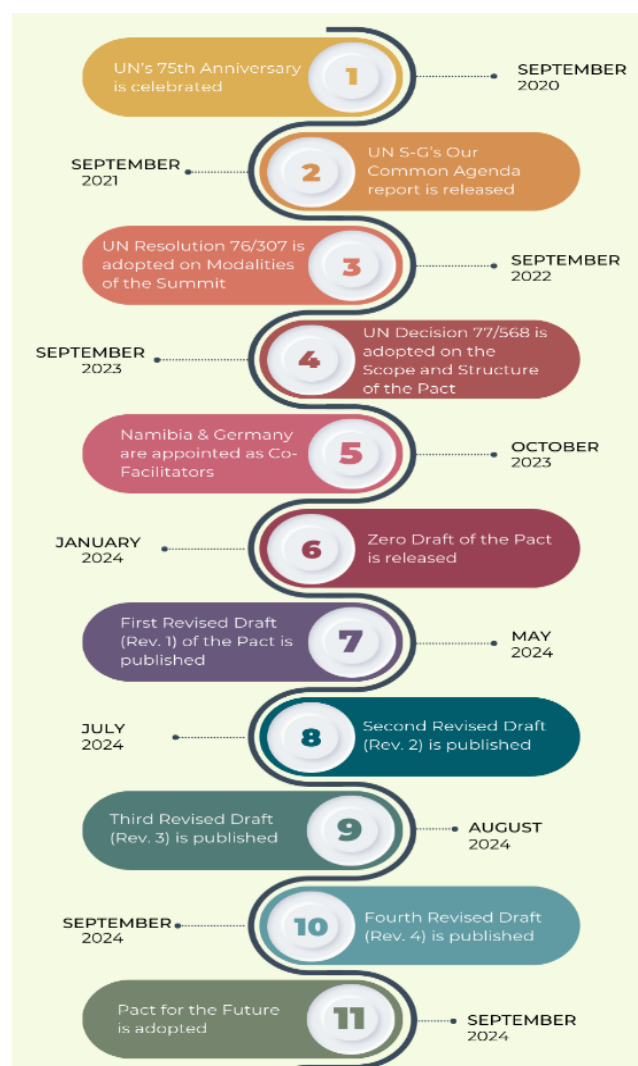 UN's 75th Anniversary
is celebrated
1
SEPTEMBER
2020
SEPTEMBER
2021
2
UN S-G's Our
Common Agenda
report is released
UN Resolution 76/307 is
adopted on Modalities
of the Summit
3
SEPTEMBER
2022
SEPTEMBER
2023
4
UN Decision 77/568 is
adopted on the
Scope and Structure
of the Pact
Namibia & Germany
are appointed as Co-
Facilitators
5
OCTOBER
2023
JANUARY
2024
6
Zero Draft of the Pact
is released
First Revised Draft
(Rev. 1) of the Pact is
published
7
MAY
2024
JULY
2024
8
Second Revised Draft
(Rev. 2) is published
Third Revised Draft
(Rev. 3) is published
9
AUGUST
2024
SEPTEMBER
2024
10
Fourth Revised Draft
(Rev. 4) is published
Pact for the Future
is adopted
11
SEPTEMBER
2024